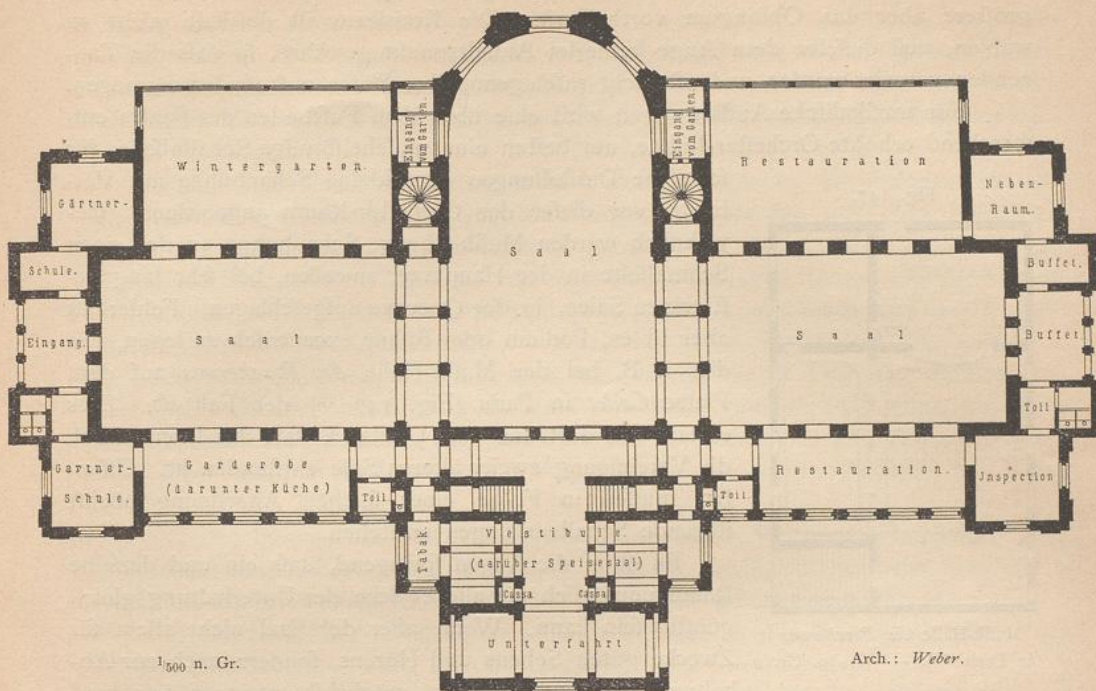 Eingang
vom Garten.
Eingang
vom Garten.
Wintergarten.
Restauration.
Gärtner-
Neben-
Raum.
Saal
Schule.
Buffet.
Eingang.
Saal
Saal
Buffet.
Toil.
Gartner-
Schule.
Garderobe
(darunter Küche)
Toil.
Toil.
Restauration.
Inspection
Tabak.
Vestibule
(darüber Speisesaal)
Cassa.
Cassa.
Unterfahrt
1/500 n. Gr.
Arch.: Weber.